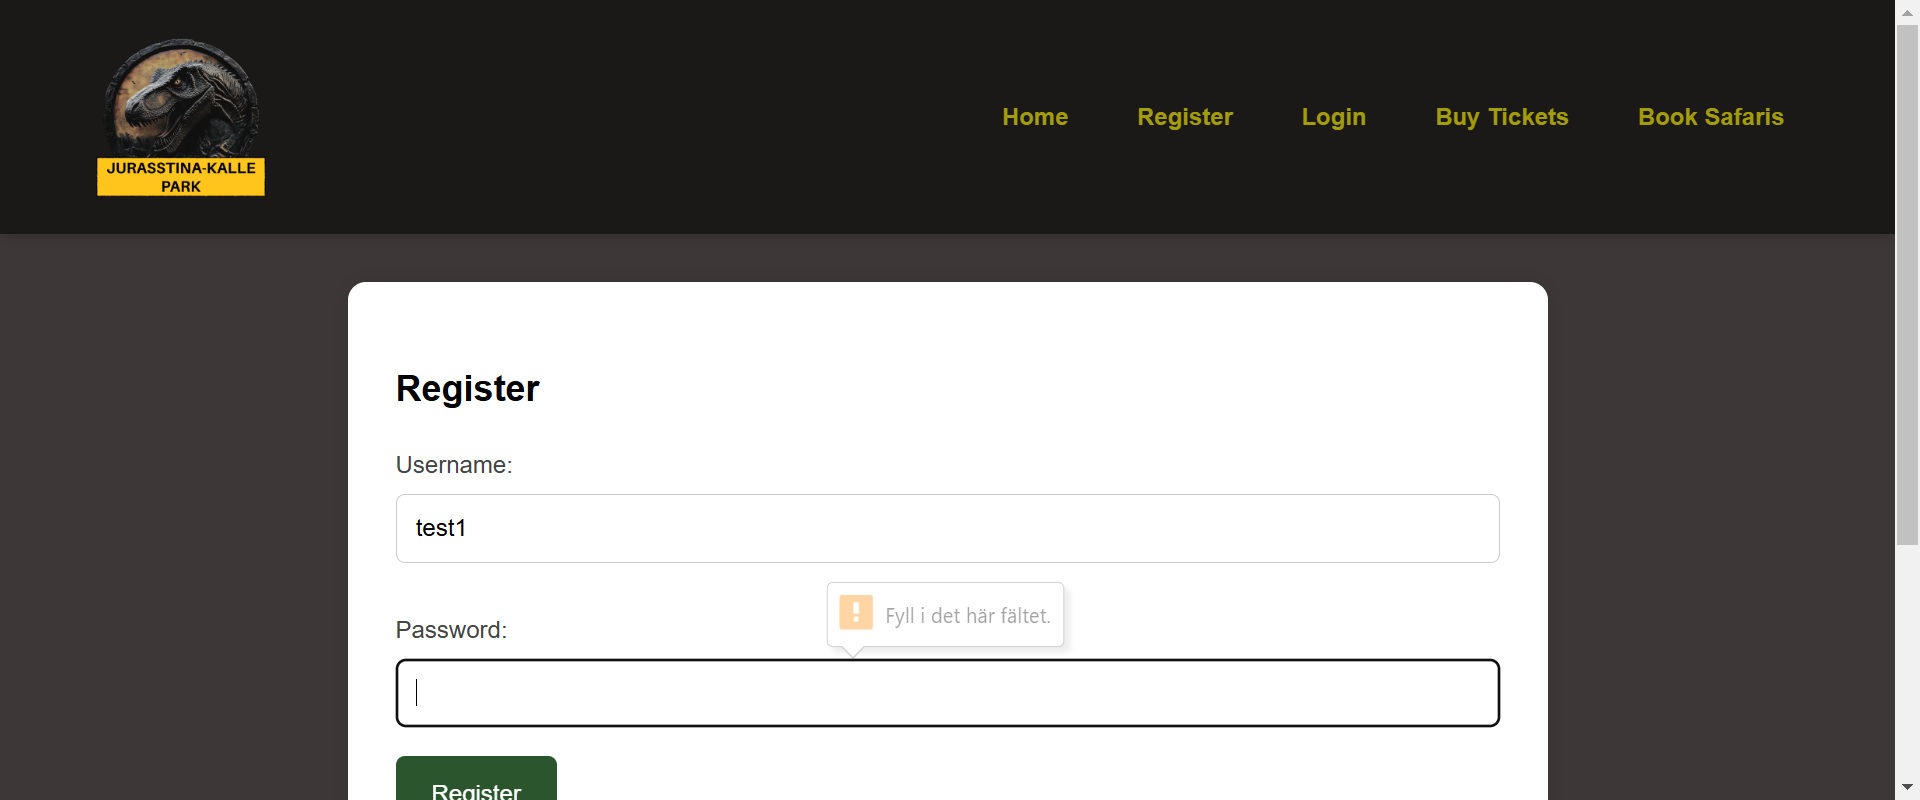 JURASSTINA-KALLE
PARK
Home Register Login Buy Tickets Book Safaris
Register
Username:
test1
Fyll i det här fältet.
Password:
Register